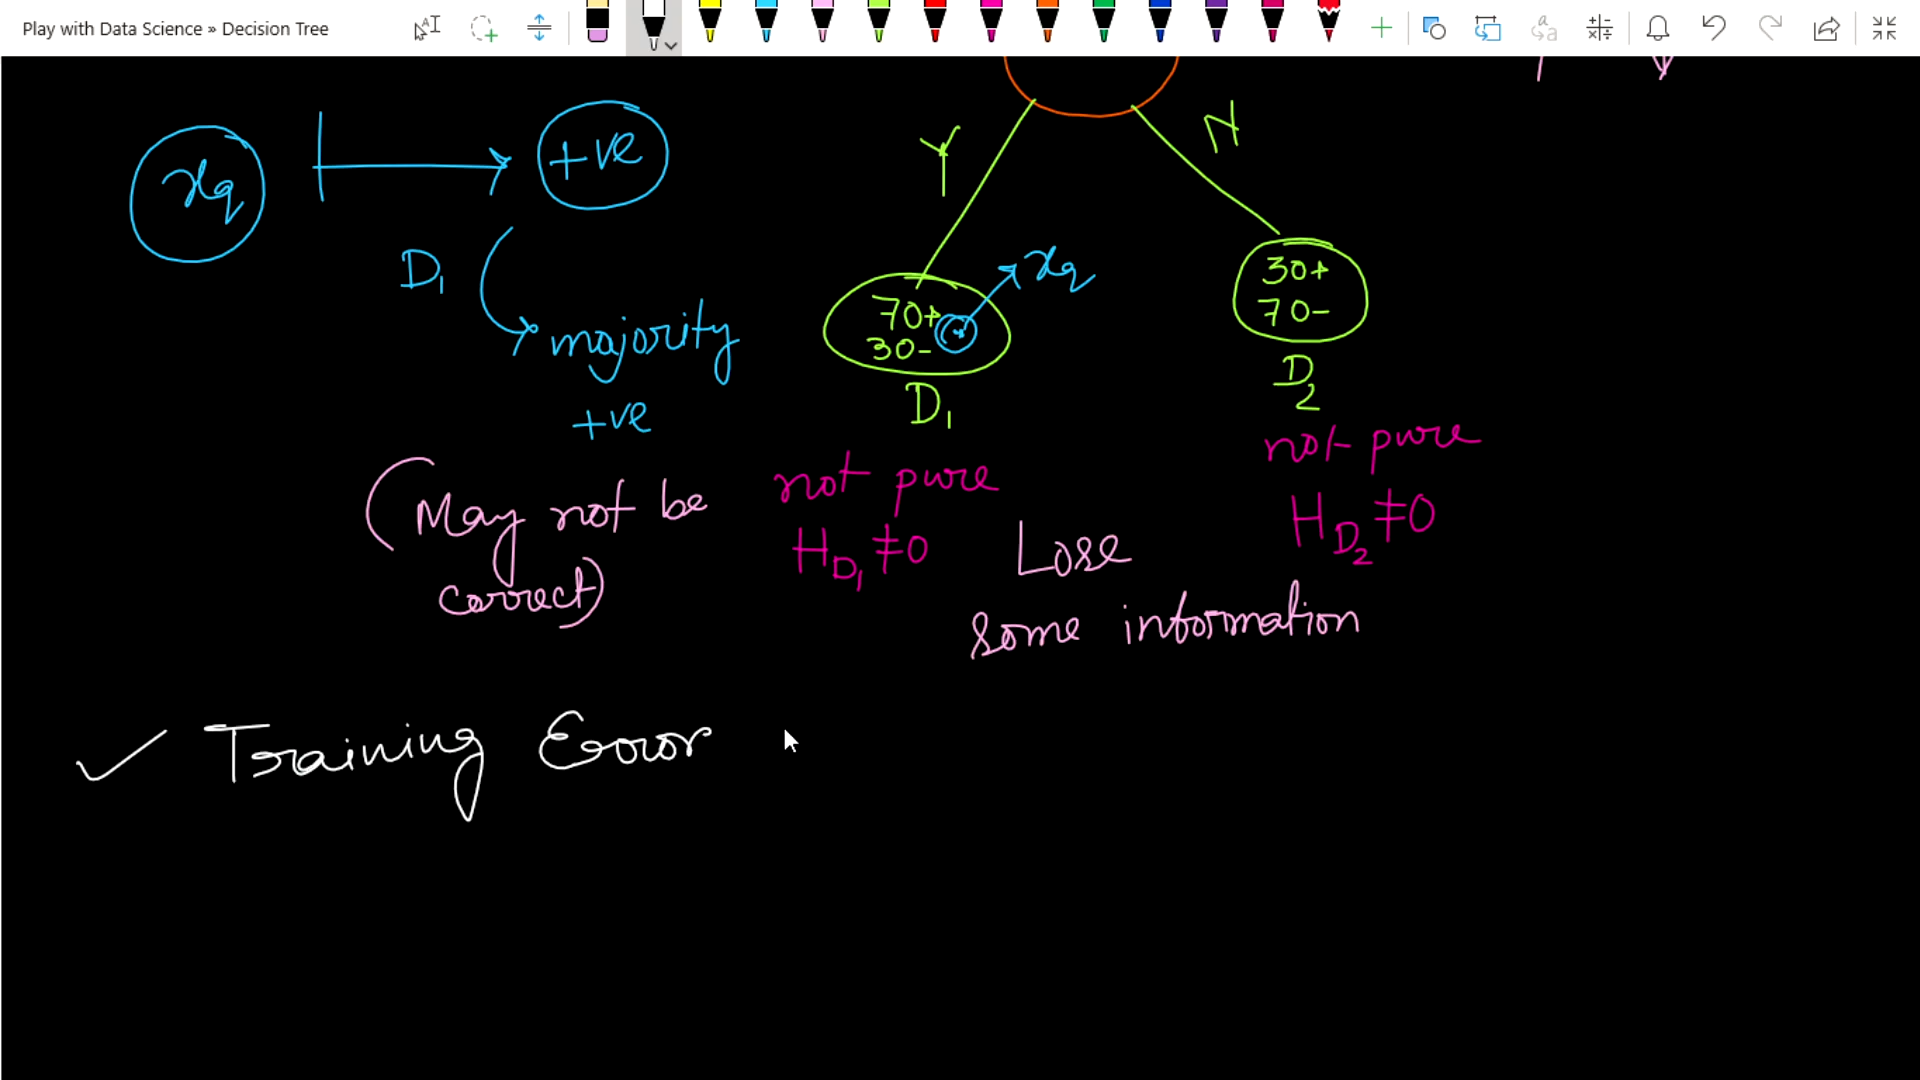 Play with Data Science » Decision Tree
xq
+ve
Y
N
D1
majority
+ve
70+
30-
xq
D1
30+
70-
D2
(May not be
correct)
not pure
HD1 ≠0
not pure
HD2 ≠0
Lose
some information
✓ Training Error